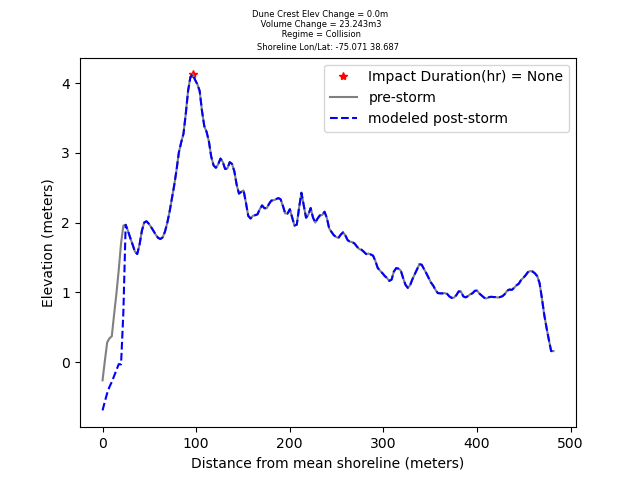 Dune Crest Elev Change = 0.0m
Volume Change = 23.243m3
Regime = Collision
Shoreline Lon/Lat: -75.071 38.687
Impact Duration(hr) = None
pre-storm
modeled post-storm
Elevation (meters)
4
3
2
1
0
0 100 200 300 400 500
Distance from mean shoreline (meters)